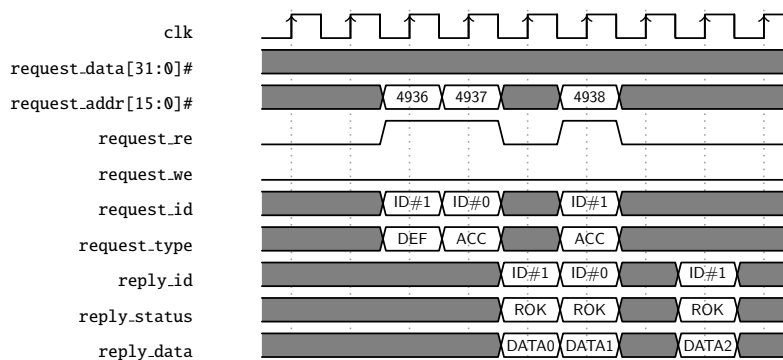 clk
request_data[31:0]#
request_addr[15:0]# 4936 4937 4938
request_re
request_we
request_id ID#1 ID#0 ID#1
request_type DEF ACC ACC
reply_id ID#1 ID#0 ID#1
reply_status ROK ROK ROK
reply_data DATA0 DATA1 DATA2